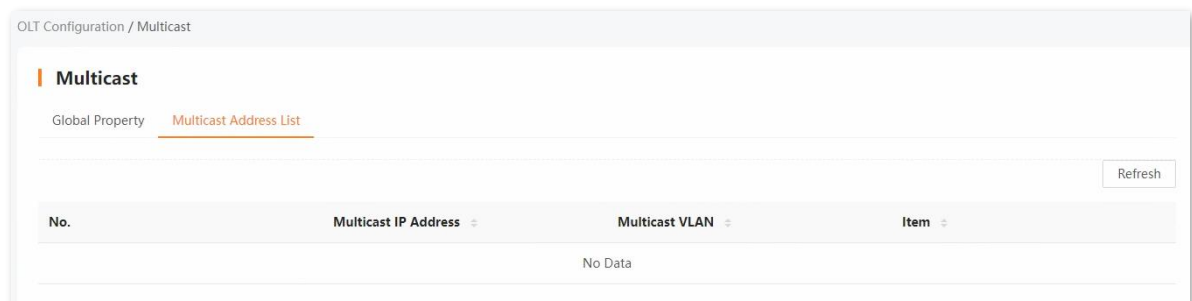 OLT Configuration / Multicast
Multicast
Global Property Multicast Address List
Refresh
No. Multicast IP Address Multicast VLAN Item
No Data